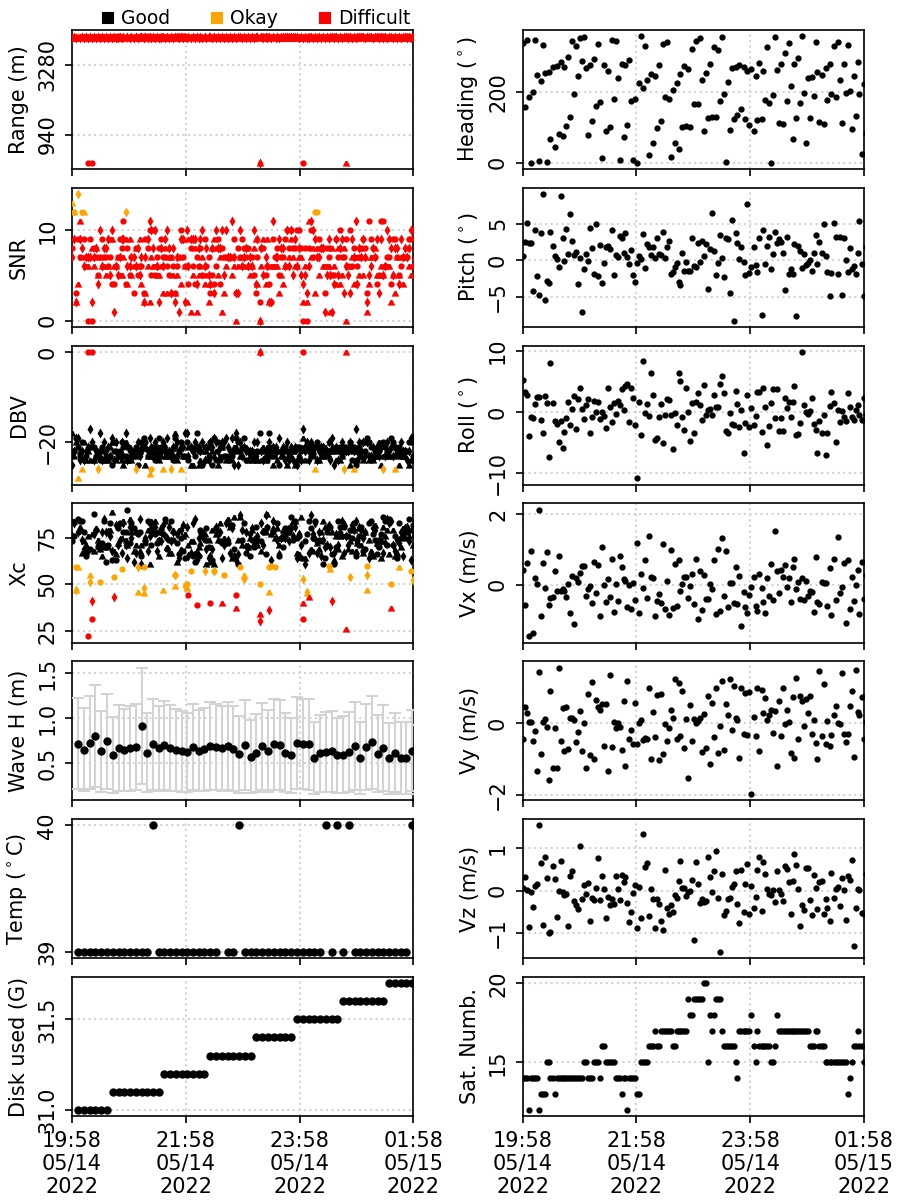 Good Okay Difficult
Range (m)
3280
940
Heading (°)
200
0
SNR
10
0
Pitch (°)
5
0
−5
DBV
0
−20
Roll (°)
10
0
−10
Xc
75
50
25
Vx (m/s)
2
0
Wave H (m)
1.5
1.0
0.5
Vy (m/s)
0
−2
Temp (°C)
40
39
Vz (m/s)
1
0
−1
Disk used (G)
31.5
31.0
Sat. Numb.
20
15
19:58 21:58 23:58 01:58
05/14 05/14 05/14 05/15
2022 2022 2022 2022
19:58 21:58 23:58 01:58
05/14 05/14 05/14 05/15
2022 2022 2022 2022